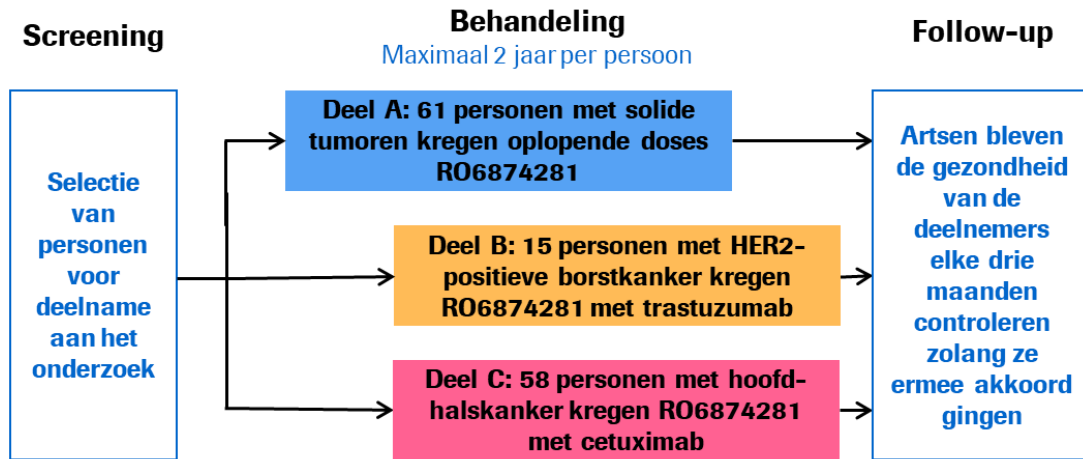 Screening
Behandeling
Maximaal 2 jaar per persoon
Follow-up
Selectie
van
personen
voor
deelname
aan het
onderzoek
Deel A: 61 personen met solide
tumoren kregen oplopende doses
RO6874281
Deel B: 15 personen met HER2-
positieve borstkanker kregen
RO6874281 met trastuzumab
Deel C: 58 personen met hoofd-
halskanker kregen RO6874281
met cetuximab
Artsen bleven
de gezondheid
van de
deelnemers
elke drie
maanden
controleren
zolang ze
ermee akkoord
gingen